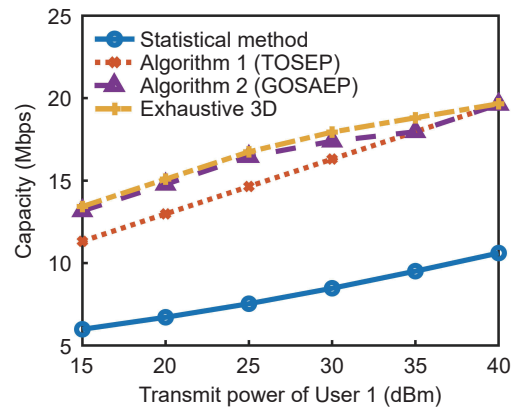 25
20
15
10
5
Capacity (Mbps)
Statistical method
Algorithm 1 (TOSEP)
Algorithm 2 (GOSAEP)
Exhaustive 3D
15 20 25 30 35 40
Transmit power of User 1 (dBm)